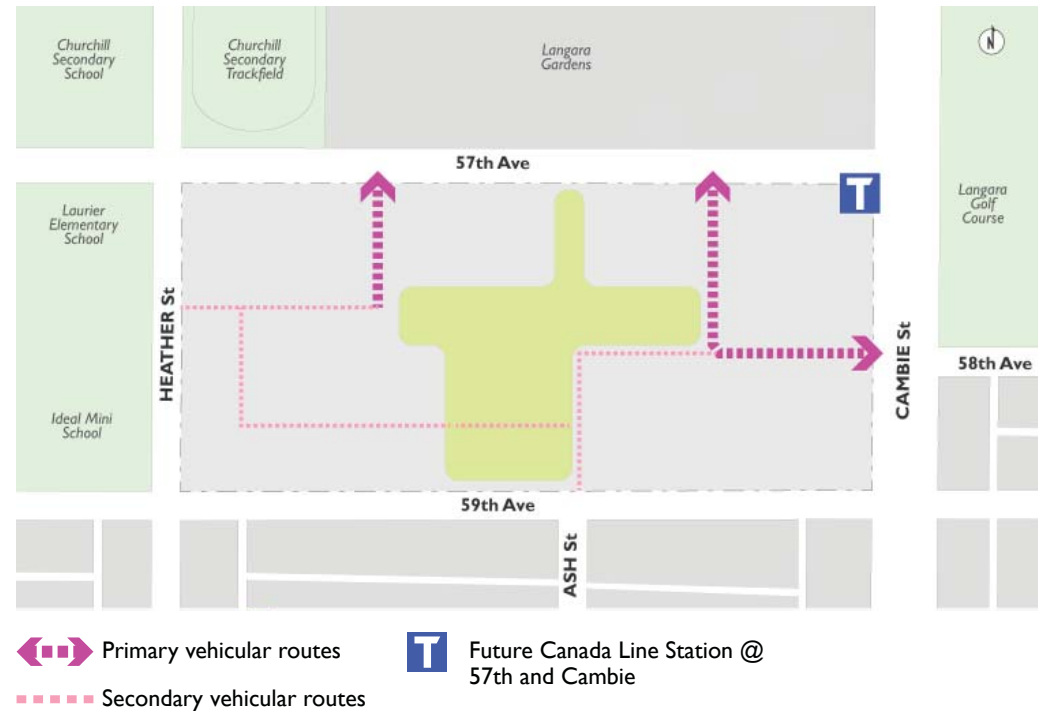 Churchill
Secondary
School
Churchill
Secondary
Trackfield
Langara
Gardens
N
57th Ave
T
Laurier
Elementary
School
Langara
Golf
Course
HEATHER St
CAMBIE St
58th Ave
Ideal Mini
School
59th Ave
ASH St
Primary vehicular routes
T
Future Canada Line Station @
57th and Cambie
Secondary vehicular routes